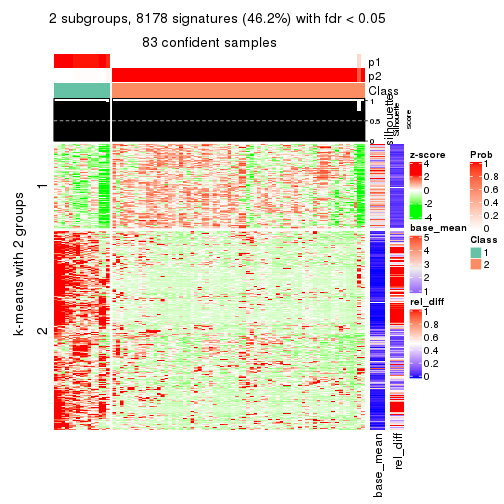 2 subgroups, 8178 signatures (46.2%) with fdr < 0.05
83 confident samples
p1
p2
Class
silhouette
Silhouette
score
1
0.5
0
k-means with 2 groups
1
2
base_mean
rel_diff
z-score
4
2
0
-2
-4
base_mean
5
4
3
2
1
rel_diff
1
0.8
0.6
0.4
0.2
0
Prob
1
0.8
0.6
0.4
0.2
0
Class
1
2